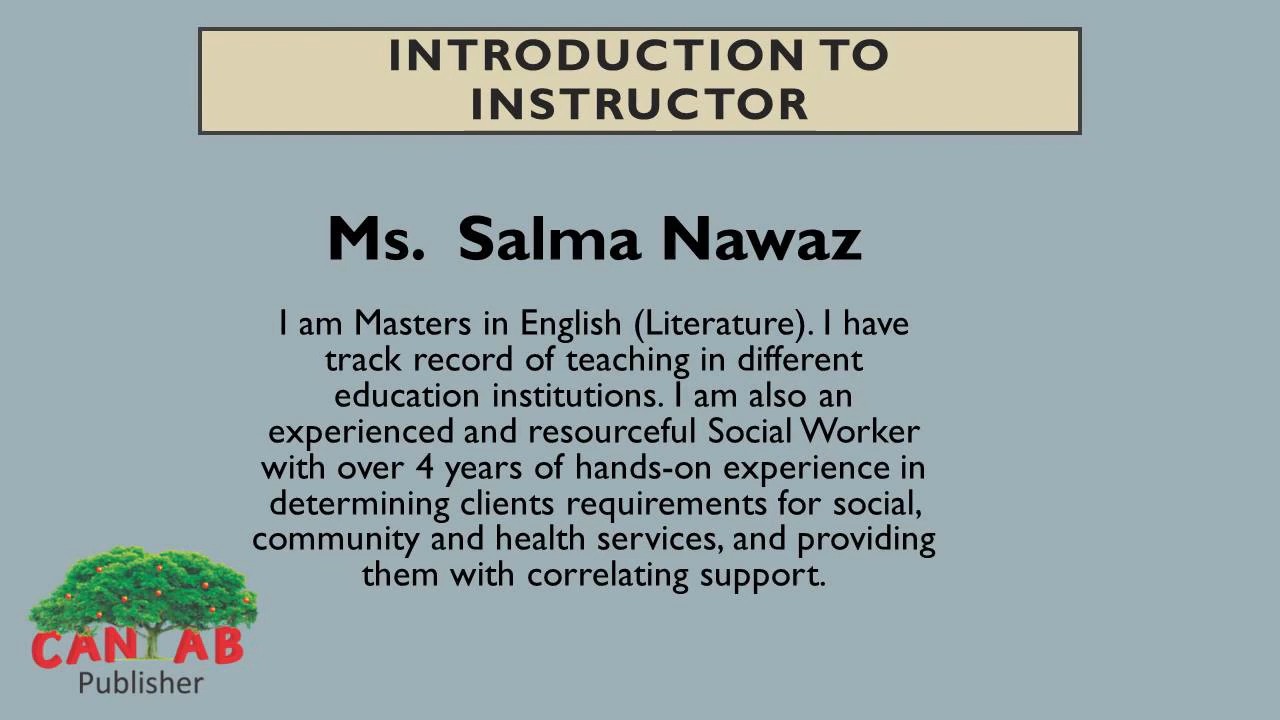 INTRODUCTION TO
INSTRUCTOR
Ms. Salma Nawaz
I am Masters in English (Literature). I have
track record of teaching in different
education institutions. I am also an
experienced and resourceful Social Worker
with over 4 years of hands-on experience in
determining clients requirements for social,
community and health services, and providing
them with correlating support.
CANTAB
Publisher